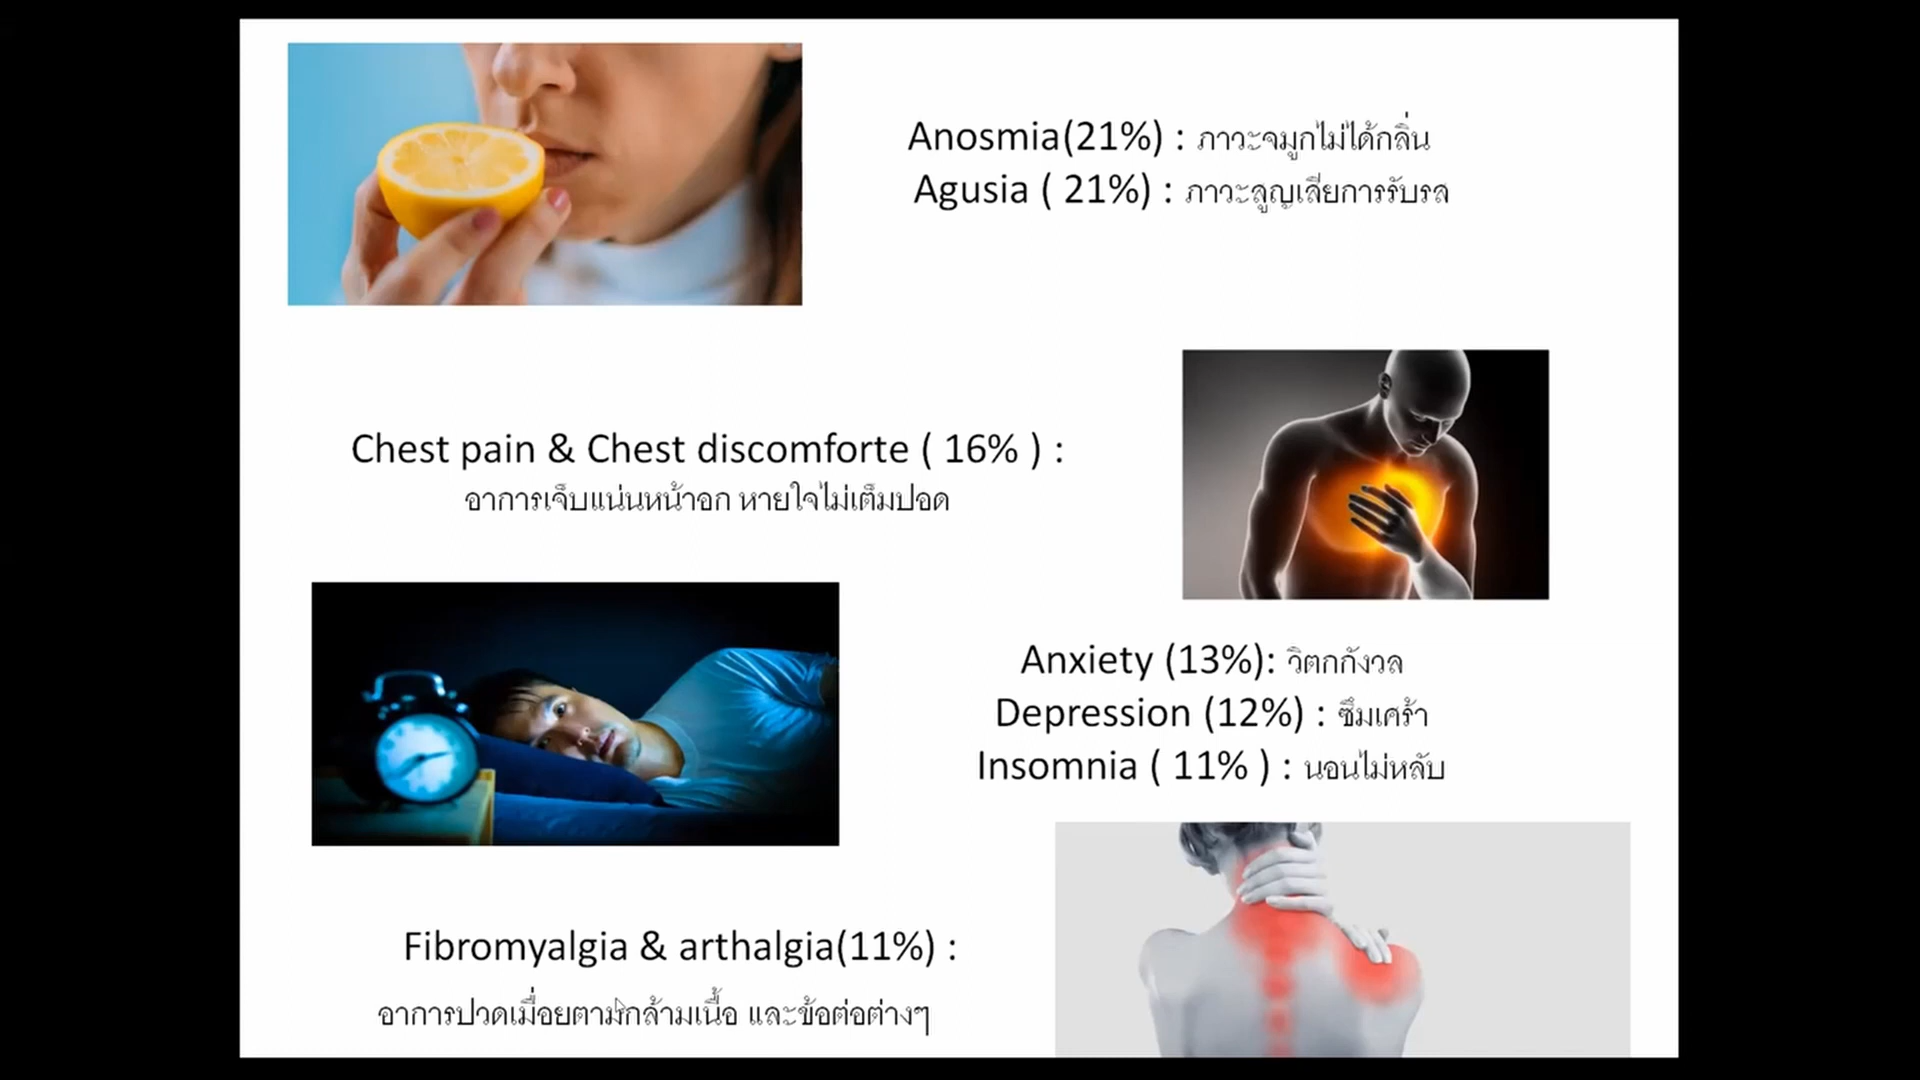 Anosmia(21%) : ภาวะจมูกไม่ได้กลิ่น
Agusia ( 21%) : ภาวะสูญเสียการรับรส
Chest pain & Chest discomforte ( 16% ) :
อาการเจ็บแน่นหน้าอก หายใจไม่เต็มปอด
Anxiety (13%): วิตกกังวล
Depression (12%) : ซึมเศร้า
Insomnia ( 11% ) : นอนไม่หลับ
Fibromyalgia & arthalgia(11%) :
อาการปวดเมื่อยตามกล้ามเนื้อ และข้อต่อต่างๆ